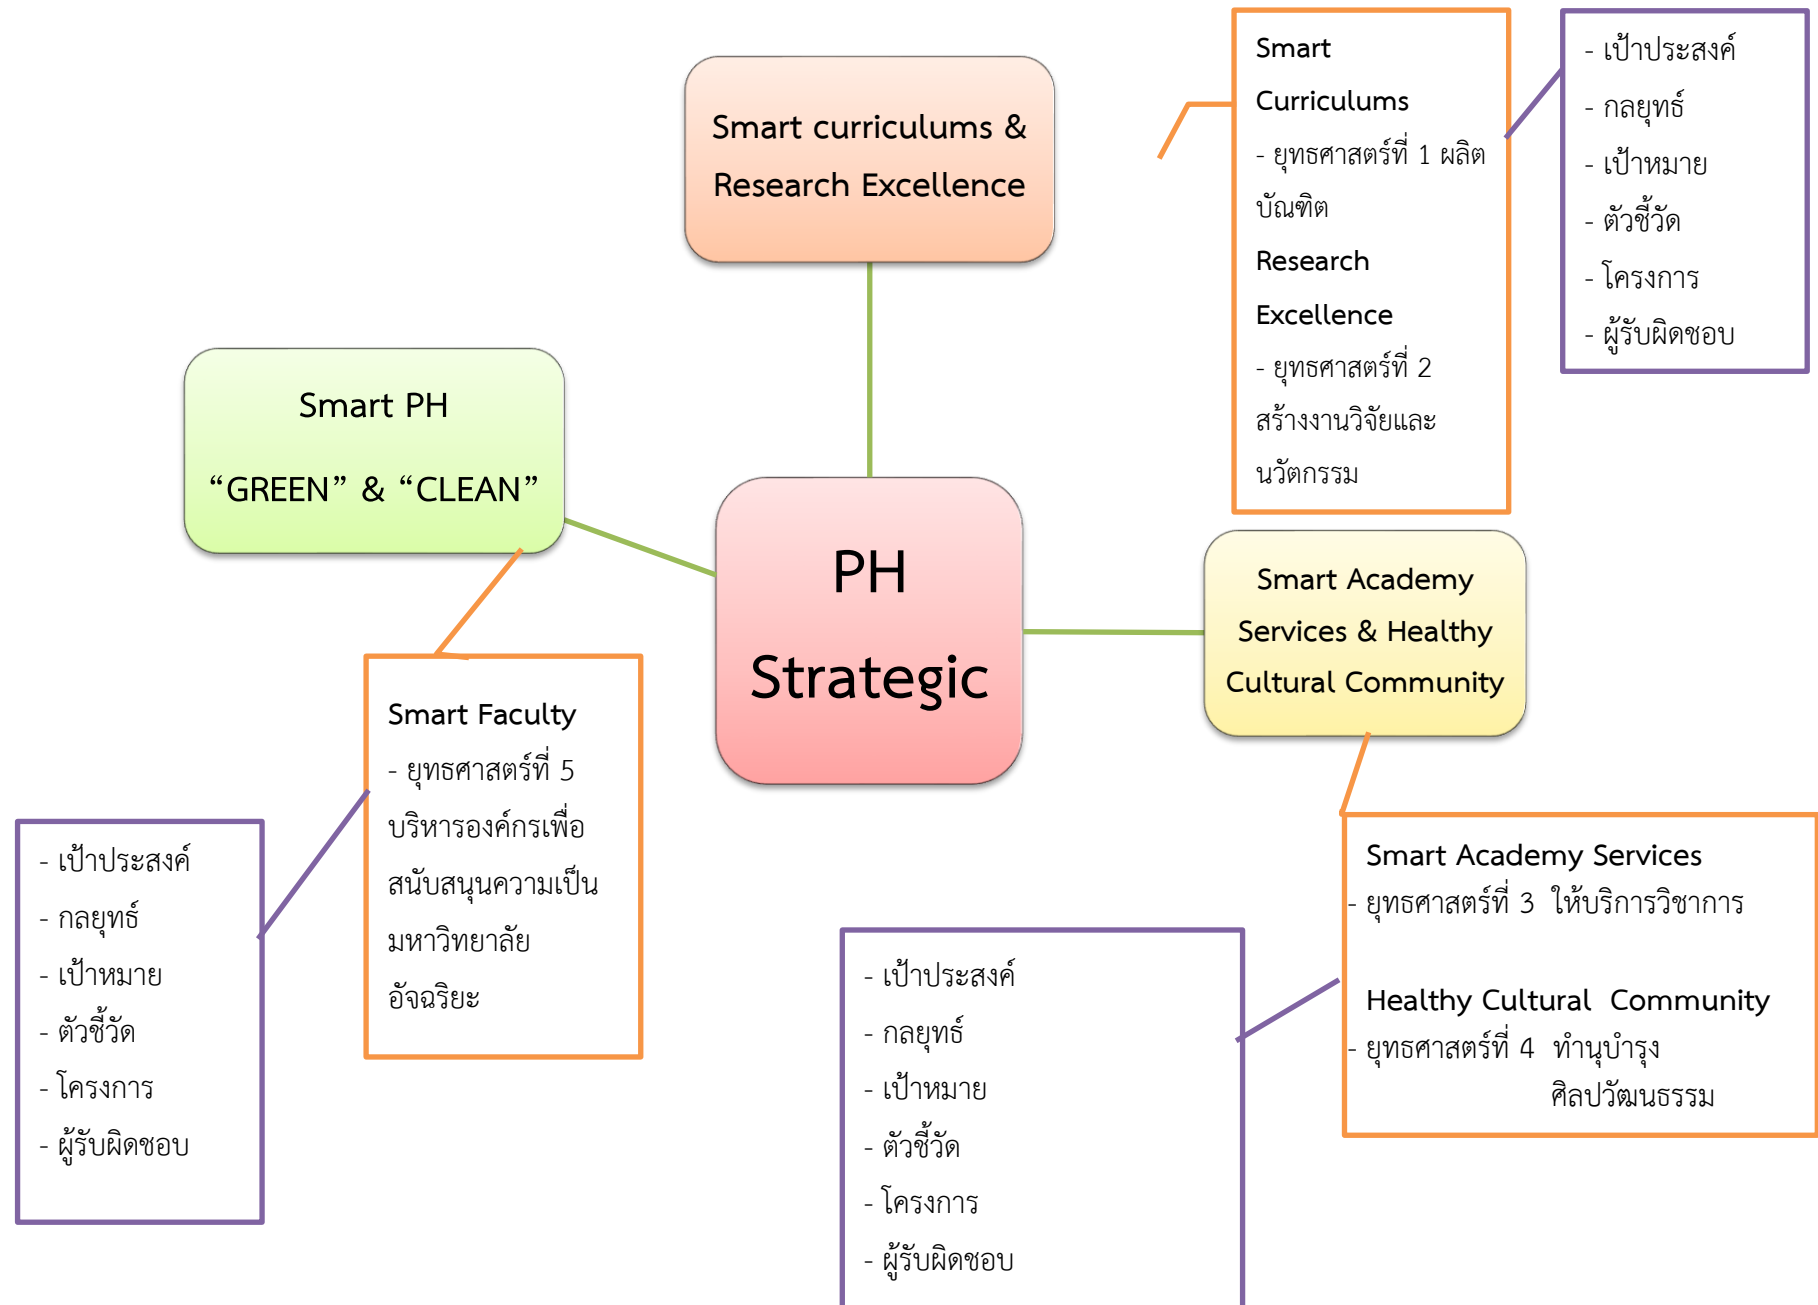 Smart curriculums &
Research Excellence
Smart
Curriculums
- ยุทธศาสตร์ที่ 1 ผลิต
บัณฑิต
Research
Excellence
- ยุทธศาสตร์ที่ 2
สร้างงานวิจัยและ
นวัตกรรม
- เป้าประสงค์
- กลยุทธ์
- เป้าหมาย
- ตัวชี้วัด
- โครงการ
- ผู้รับผิดชอบ
Smart PH
“GREEN” & “CLEAN”
PH
Strategic
Smart Academy
Services & Healthy
Cultural Community
Smart Faculty
- ยุทธศาสตร์ที่ 5
บริหารองค์กรเพื่อ
สนับสนุนความเป็น
มหาวิทยาลัย
อัจฉริยะ
- เป้าประสงค์
- กลยุทธ์
- เป้าหมาย
- ตัวชี้วัด
- โครงการ
- ผู้รับผิดชอบ
Smart Academy Services
- ยุทธศาสตร์ที่ 3 ให้บริการวิชาการ
Healthy Cultural Community
- ยุทธศาสตร์ที่ 4 ทำนุบำรุง
ศิลปวัฒนธรรม
- เป้าประสงค์
- กลยุทธ์
- เป้าหมาย
- ตัวชี้วัด
- โครงการ
- ผู้รับผิดชอบ